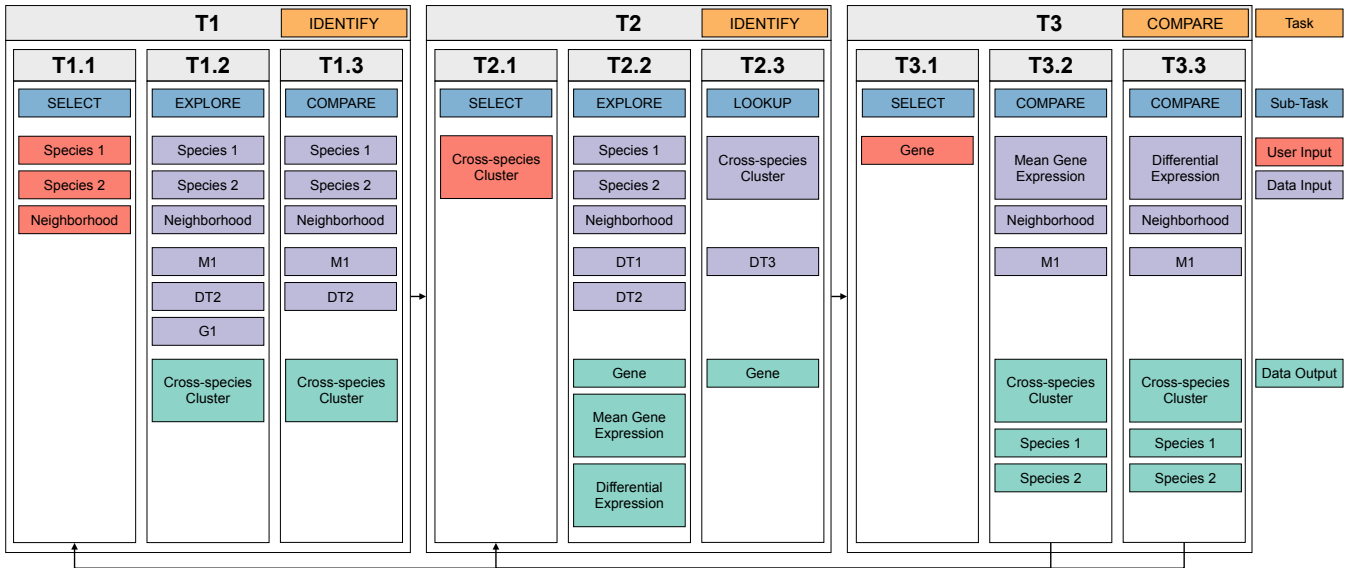 T1
IDENTIFY
T1.1
SELECT
Species 1
Species 2
Neighborhood
T1.2
EXPLORE
Species 1
Species 2
Neighborhood
M1
DT2
G1
Cross-species
Cluster
T1.3
COMPARE
Species 1
Species 2
Neighborhood
M1
DT2
Cross-species
Cluster
T2
IDENTIFY
T2.1
SELECT
Cross-species
Cluster
T2.2
EXPLORE
Species 1
Species 2
Neighborhood
DT1
DT2
Gene
Mean Gene
Expression
Differential
Expression
T2.3
LOOKUP
Cross-species
Cluster
DT3
Gene
T3
COMPARE
T3.1
SELECT
Gene
T3.2
COMPARE
Mean Gene
Expression
Neighborhood
M1
Cross-species
Cluster
Species 1
Species 2
T3.3
COMPARE
Differential
Expression
Neighborhood
M1
Cross-species
Cluster
Species 1
Species 2
Task
Sub-Task
User Input
Data Input
Data Output